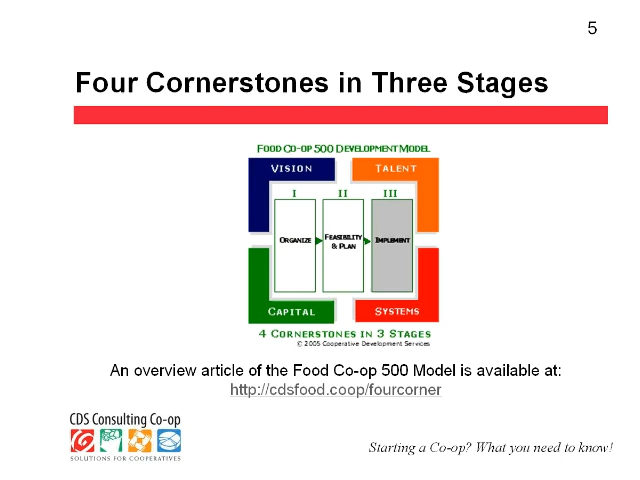 5
Four Cornerstones in Three Stages
FOOD CO-OP 500 DEVELOPMENT MODEL
VISION
TALENT
I II III
ORGANIZE
FEASIBILITY
& PLAN
IMPLEMENT
CAPITAL
SYSTEMS
4 CORNERSTONES IN 3 STAGES
© 2005 Cooperative Development Services
An overview article of the Food Co-op 500 Model is available at:
http://cdsfood.coop/fourcorner
CDS Consulting Co-op
SOLUTIONS FOR COOPERATIVES
Starting a Co-op? What you need to know!